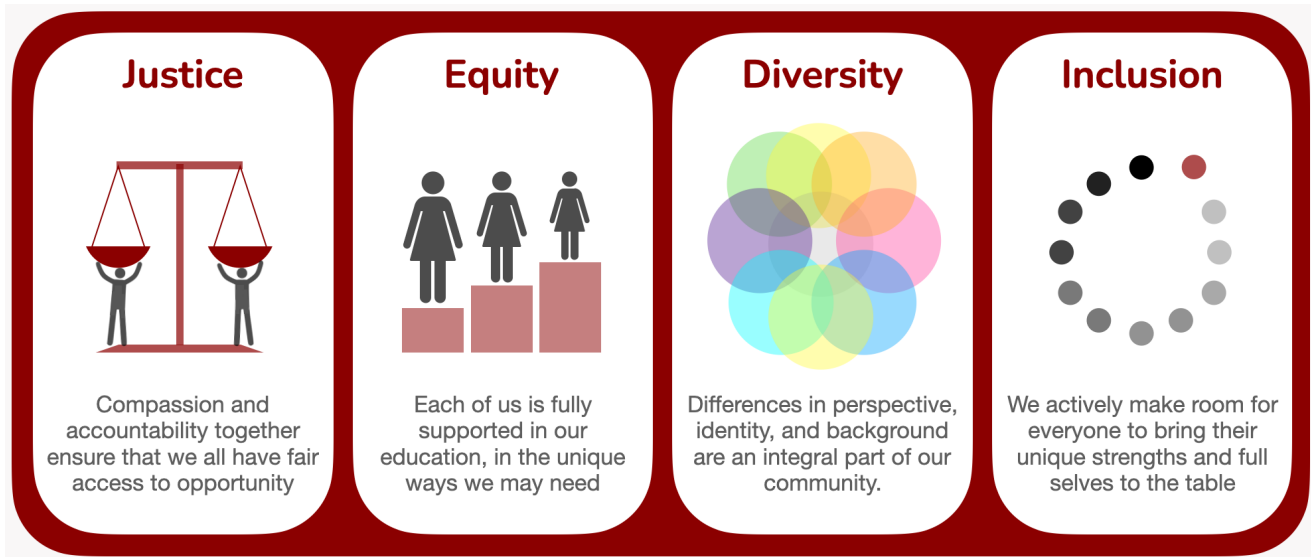 Justice
Compassion and
accountability together
ensure that we all have fair
access to opportunity
Equity
Each of us is fully
supported in our
education, in the unique
ways we may need
Diversity
Differences in perspective,
identity, and background
are an integral part of our
community.
Inclusion
We actively make room for
everyone to bring their
unique strengths and full
selves to the table